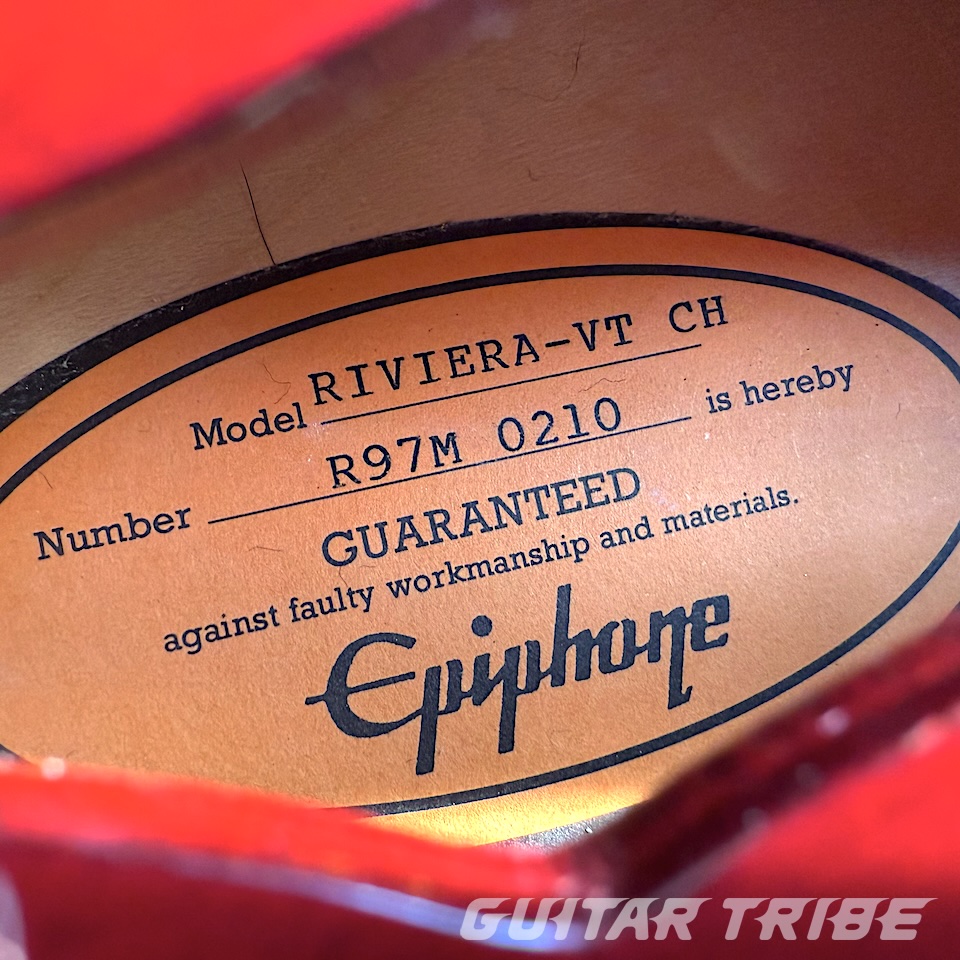 Model RIVIERA-VT CH
Number R97M 0210 is hereby
GUARANTEED
against faulty workmanship and materials.
Epiphone
GUITAR TRIBE